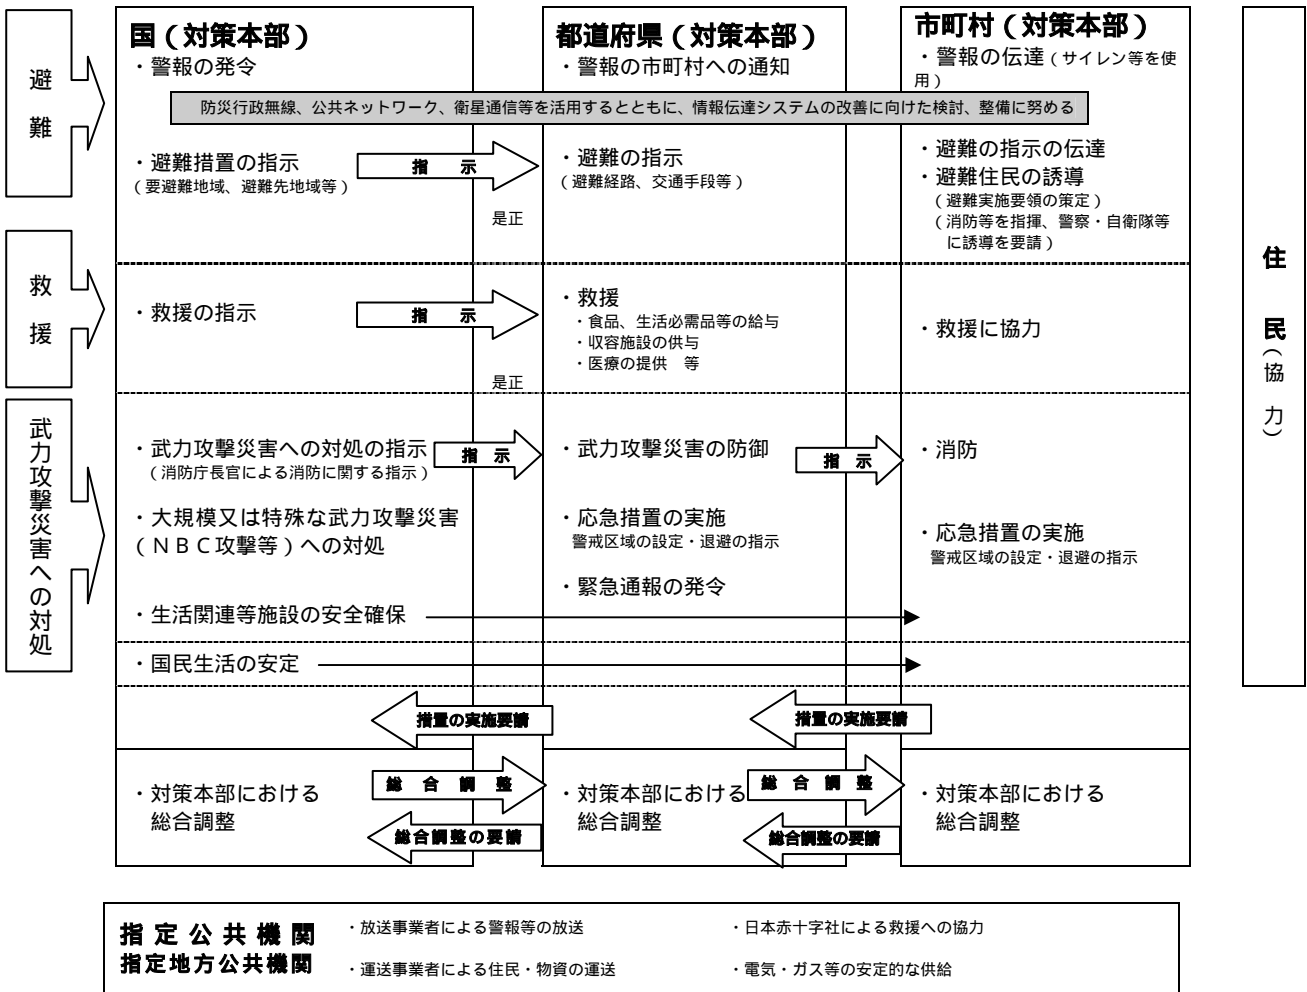 避難
国（対策本部）
・警報の発令
都道府県（対策本部）
・警報の市町村への通知
市町村（対策本部）
・警報の伝達（サイレン等を使
用）
防災行政無線、公共ネットワーク、衛星通信等を活用するとともに、情報伝達システムの改善に向けた検討、整備に努める
・避難措置の指示
（要避難地域、避難先地域等）
指　示
是正
・避難の指示
（避難経路、交通手段等）
・避難の指示の伝達
・避難住民の誘導
（避難実施要領の策定）
（消防等を指揮、警察・自衛隊等
に誘導を要請）
救援
・救援の指示
指　示
是正
・救援
・食品、生活必需品等の給与
・収容施設の供与
・医療の提供　等
・救援に協力
武力攻撃災害への対処
・武力攻撃災害への対処の指示
（消防庁長官による消防に関する指示）
指　示
・武力攻撃災害の防御
指　示
・消防
・大規模又は特殊な武力攻撃災害
（ＮＢＣ攻撃等）への対処
・応急措置の実施
警戒区域の設定・退避の指示
・応急措置の実施
警戒区域の設定・退避の指示
・緊急通報の発令
・生活関連等施設の安全確保
・国民生活の安定
措置の実施要請
措置の実施要請
・対策本部における
総合調整
総　合　調　整
総合調整の要請
・対策本部における
総合調整
総　合　調　整
総合調整の要請
・対策本部における
総合調整
住　民（協　力）
指定公共機関
指定地方公共機関
・放送事業者による警報等の放送
・日本赤十字社による救援への協力
・運送事業者による住民・物資の運送
・電気・ガス等の安定的な供給